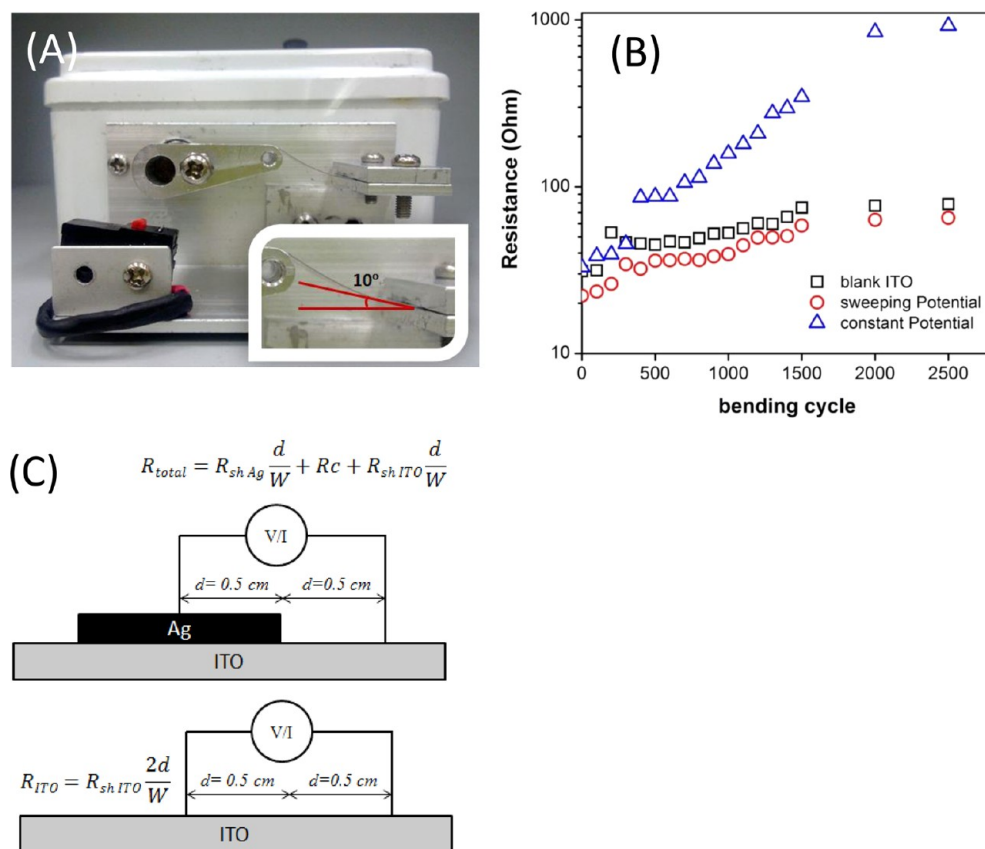 (A)
10°
(B)
Resistance (Ohm)
1000
100
10
blank ITO
sweeping Potential
constant Potential
0 500 1000 1500 2000 2500
bending cycle
(C)
R_total = R_sh Ag d/W + Rc + R_sh ITO d/W
V/I
d= 0.5 cm d=0.5 cm
Ag
ITO
V/I
R_ITO = R_sh ITO 2d/W
d= 0.5 cm d= 0.5 cm
ITO